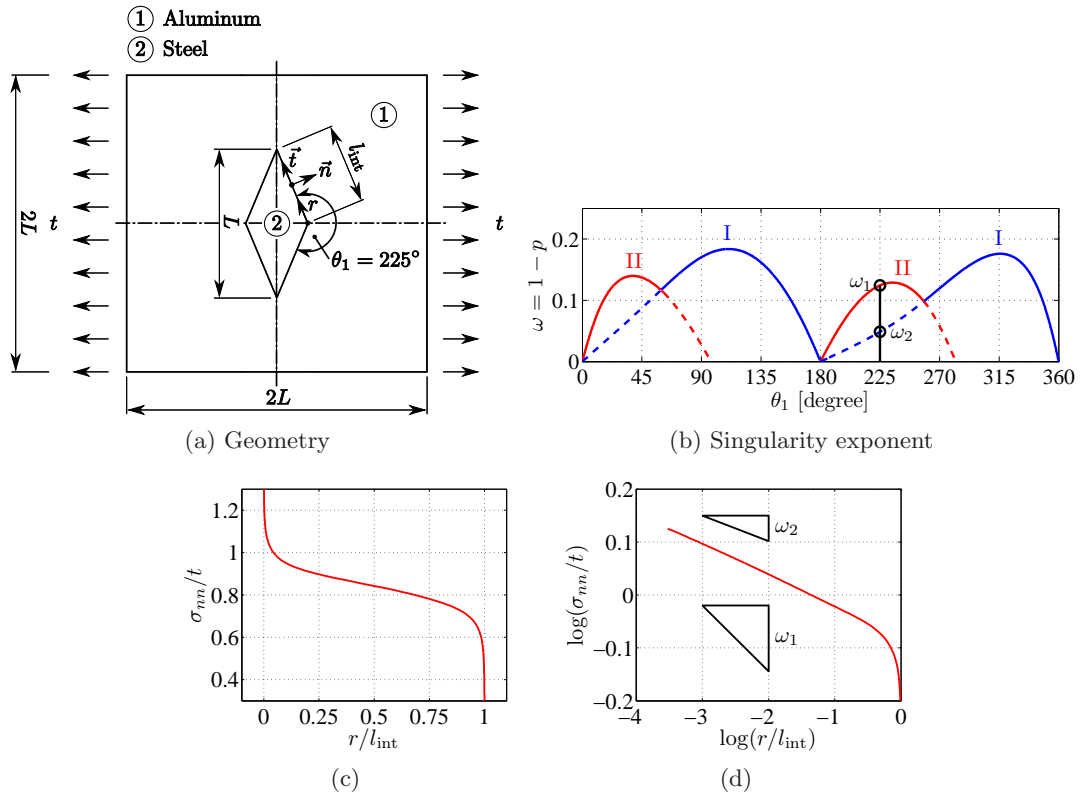 ① Aluminum
② Steel
①
l_int
t⃗
n⃗
2L
t
L
②
r
t
θ₁ = 225°
2L
(a) Geometry
ω = 1 − p
0.2
0.1
0
II
I
II
I
ω₁
ω₂
0 45 90 135 180 225 270 315 360
θ₁ [degree]
(b) Singularity exponent
σₙₙ/t
1.2
1
0.8
0.6
0.4
0 0.25 0.5 0.75 1
r/l_int
(c)
log(σₙₙ/t)
0.2
0.1
0
−0.1
−0.2
ω₂
ω₁
−4 −3 −2 −1 0
log(r/l_int)
(d)